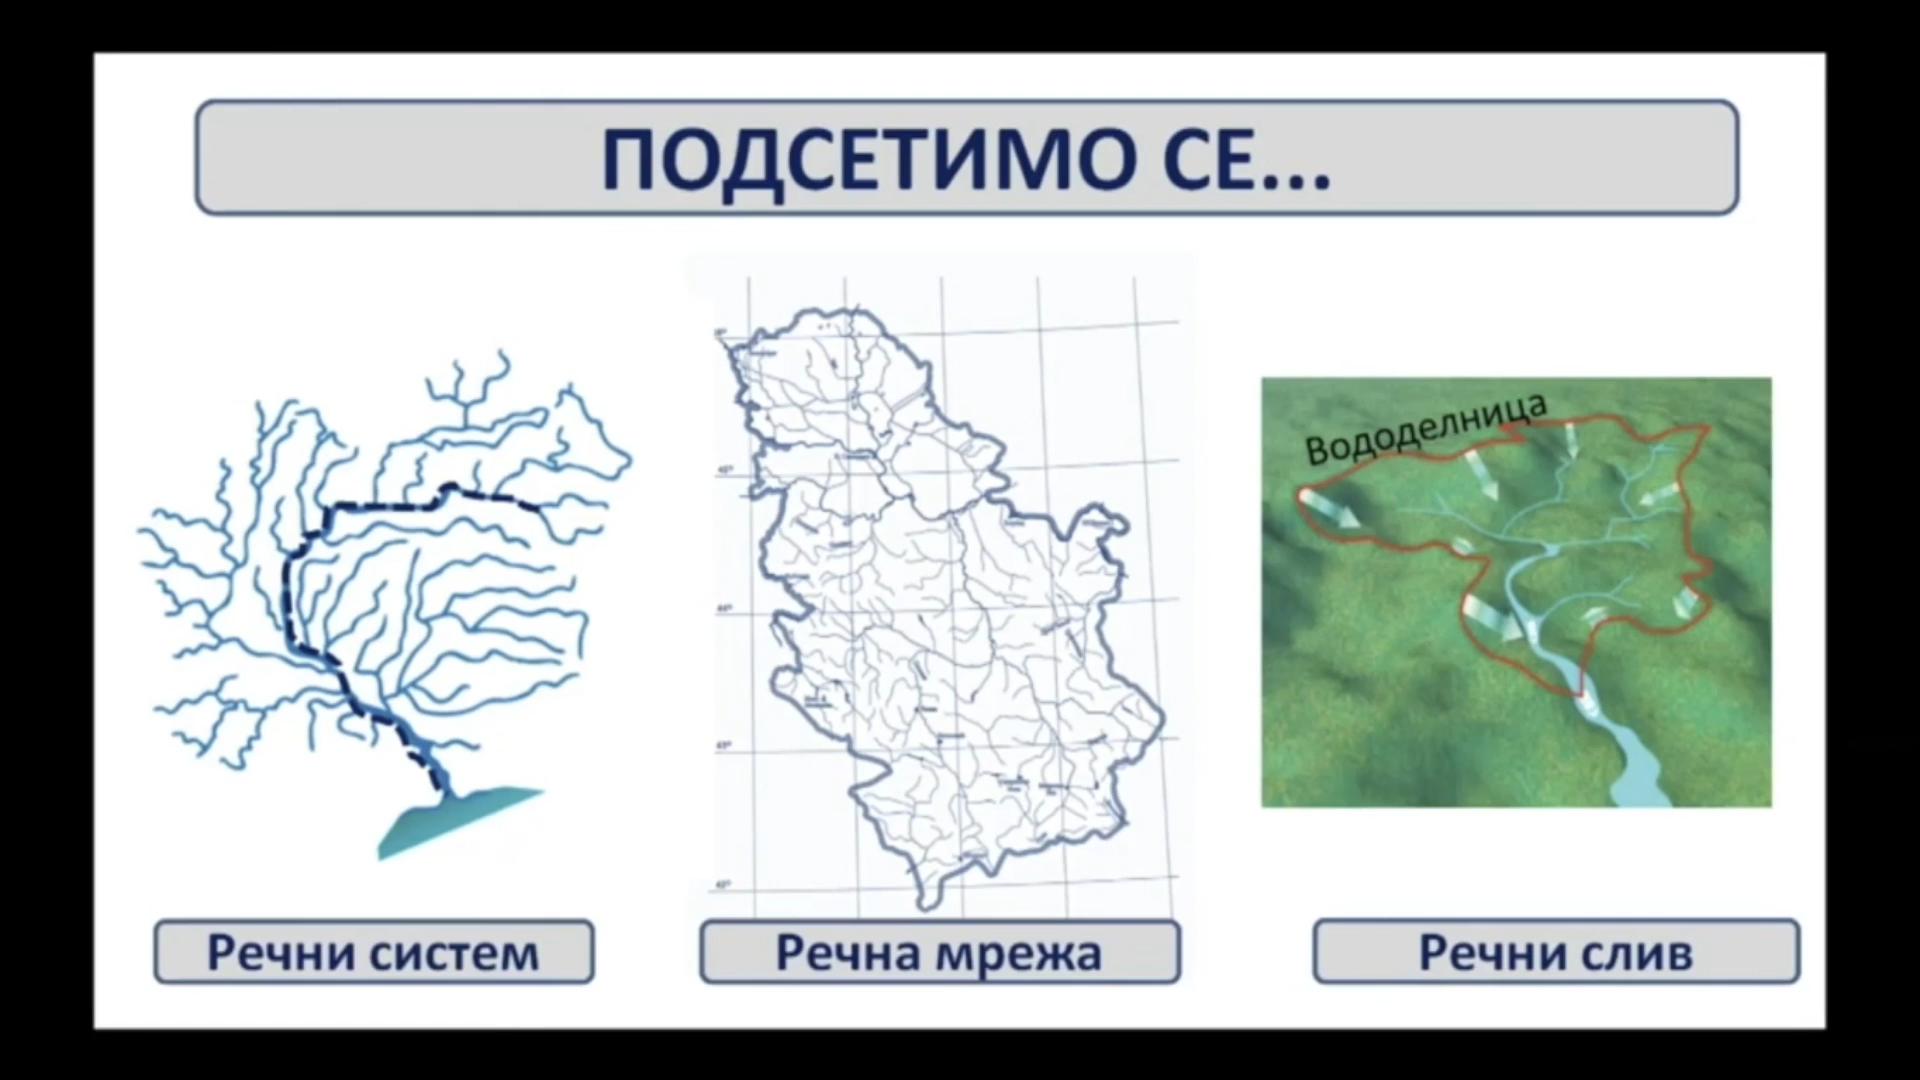 ПОДСЕТИМО СЕ...
Вододелница
Речни систем
Речна мрежа
Речни слив